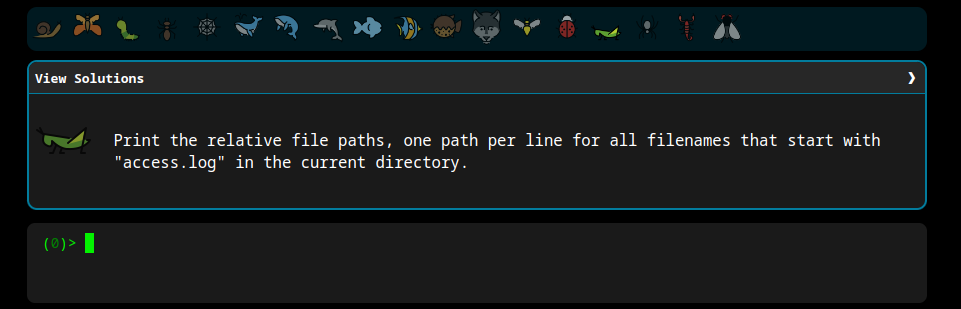 View Solutions ❯
Print the relative file paths, one path per line for all filenames that start with
"access.log" in the current directory.
(0)>